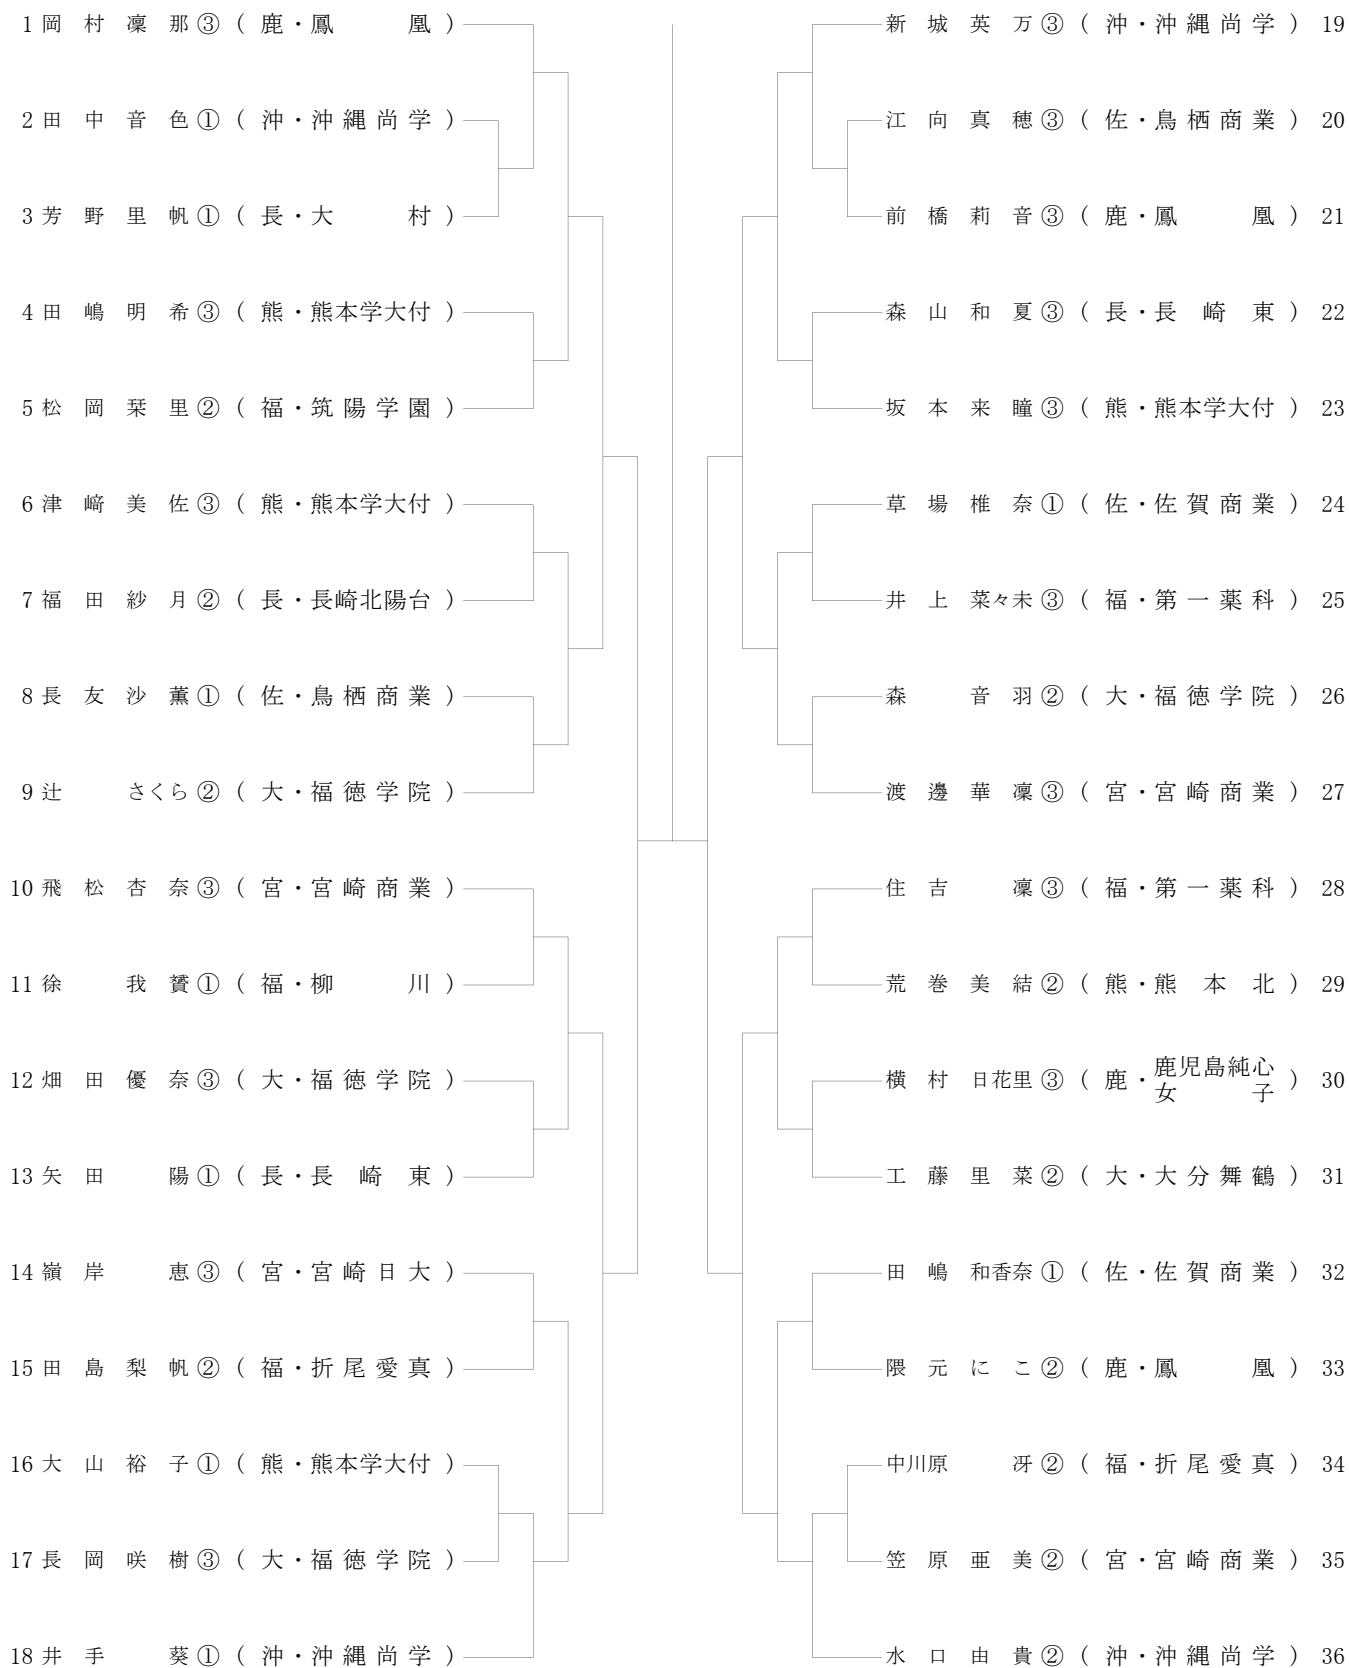 1 岡村凜那③ (鹿・鳳凰)
2 田中音色① (沖・沖縄尚学)
3 芳野里帆① (長・大村)
4 田嶋明希③ (熊・熊本学大付)
5 松岡栞里② (福・筑陽学園)
6 津﨑美佐③ (熊・熊本学大付)
7 福田紗月② (長・長崎北陽台)
8 長友沙薫① (佐・鳥栖商業)
9 辻さくら② (大・福徳学院)
10 飛松杏奈③ (宮・宮崎商業)
11 徐我贇① (福・柳川)
12 畑田優奈③ (大・福徳学院)
13 矢田陽① (長・長崎東)
14 嶺岸恵③ (宮・宮崎日大)
15 田島梨帆② (福・折尾愛真)
16 大山裕子① (熊・熊本学大付)
17 長岡咲樹③ (大・福徳学院)
18 井手葵① (沖・沖縄尚学)
新城英万③ (沖・沖縄尚学) 19
江向真穂③ (佐・鳥栖商業) 20
前橋莉音③ (鹿・鳳凰) 21
森山和夏③ (長・長崎東) 22
坂本来瞳③ (熊・熊本学大付) 23
草場椎奈① (佐・佐賀商業) 24
井上菜々未③ (福・第一薬科) 25
森音羽② (大・福徳学院) 26
渡邊華凜③ (宮・宮崎商業) 27
住吉凜③ (福・第一薬科) 28
荒巻美結② (熊・熊本北) 29
横村日花里③ (鹿・鹿児島純心女子) 30
工藤里菜② (大・大分舞鶴) 31
田嶋和香奈① (佐・佐賀商業) 32
隈元にこ② (鹿・鳳凰) 33
中川原冴② (福・折尾愛真) 34
笠原亜美② (宮・宮崎商業) 35
水口由貴② (沖・沖縄尚学) 36